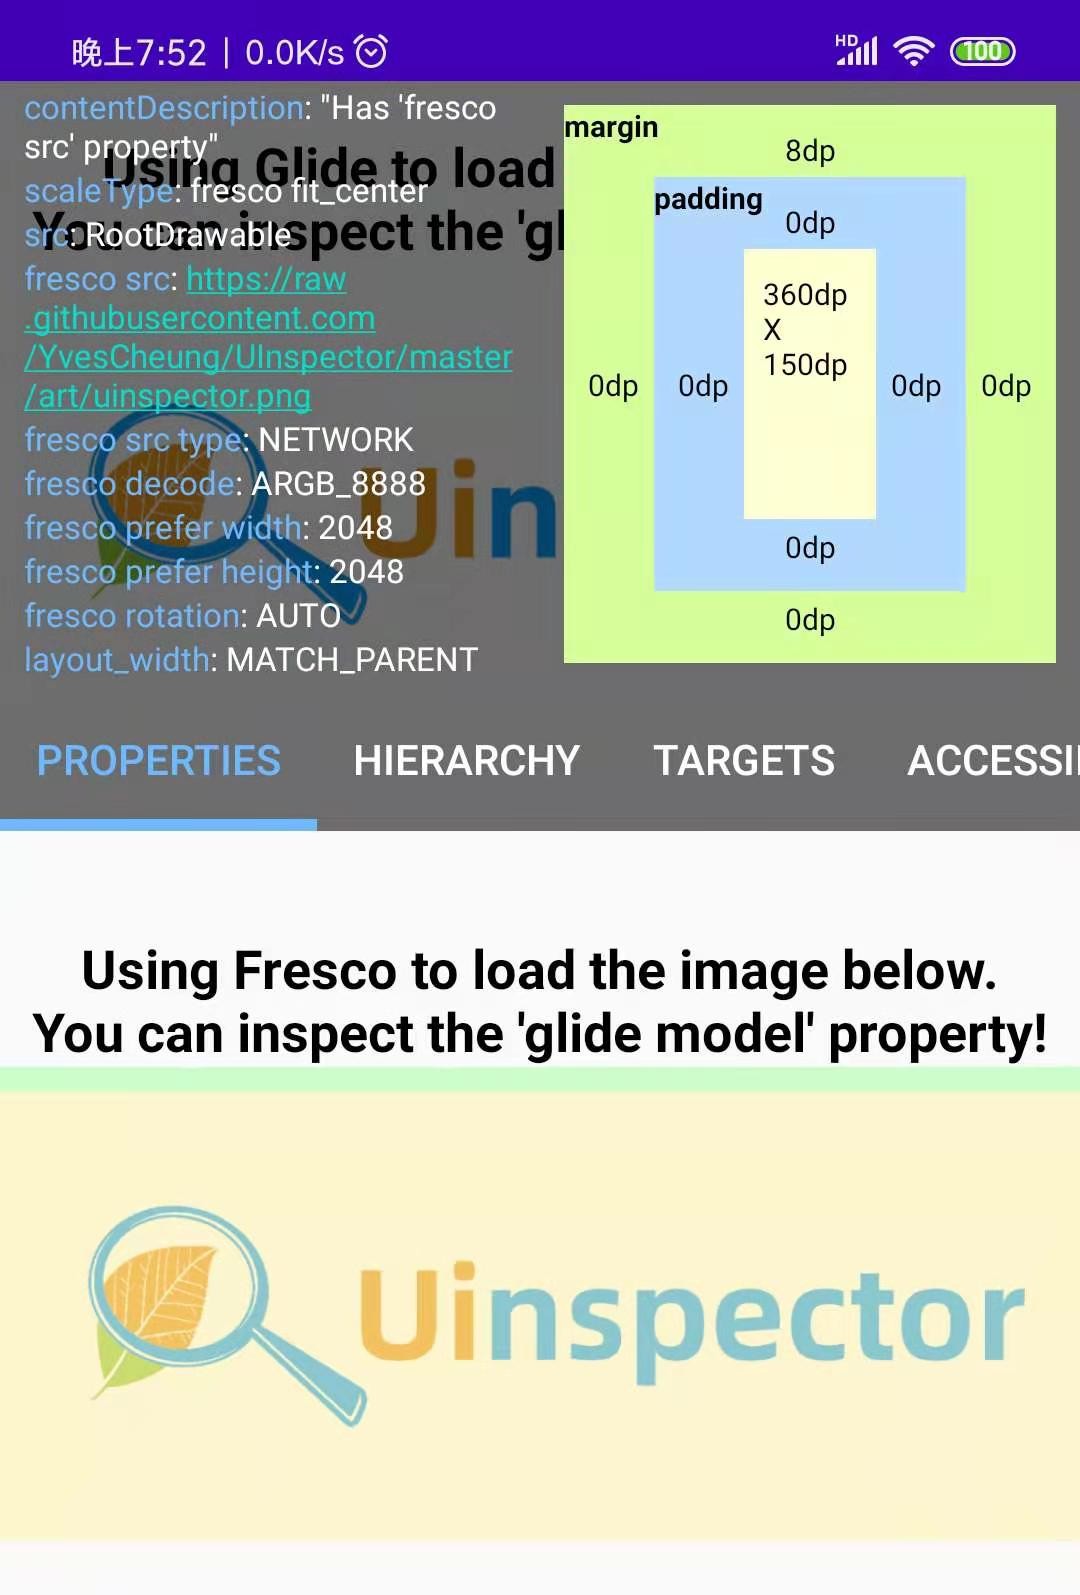 晚上7:52 | 0.0K/s
HD
100
contentDescription: "Has 'fresco
src' property"
scaleType: fresco fit_center
src: RootDrawable
fresco src: https://raw
.githubusercontent.com
/YvesCheung/UInspector/master
/art/uinspector.png
fresco src type: NETWORK
fresco decode: ARGB_8888
fresco prefer width: 2048
fresco prefer height: 2048
fresco rotation: AUTO
layout_width: MATCH_PARENT
Using Glide to load
You can inspect the 'gl
Uin
margin
8dp
padding
0dp
360dp
X
150dp
0dp 0dp 0dp 0dp
0dp
0dp
PROPERTIES HIERARCHY TARGETS ACCESSI
Using Fresco to load the image below.
You can inspect the 'glide model' property!
Uinspector